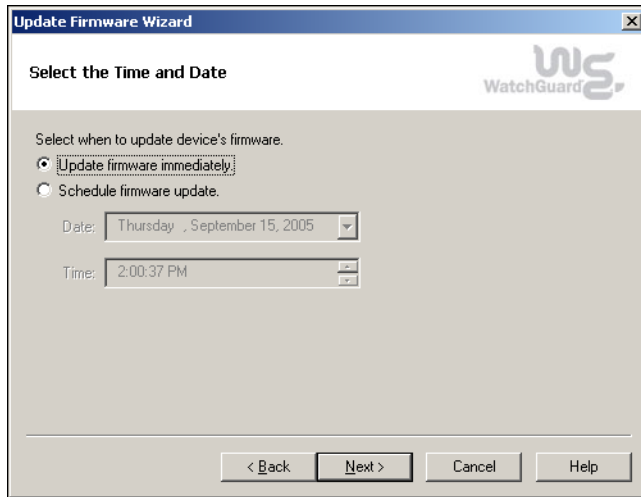 Update Firmware Wizard
Select the Time and Date
WatchGuard
Select when to update device's firmware.
Update firmware immediately.
Schedule firmware update.
Date: Thursday , September 15, 2005
Time: 2:00:37 PM
< Back Next > Cancel Help